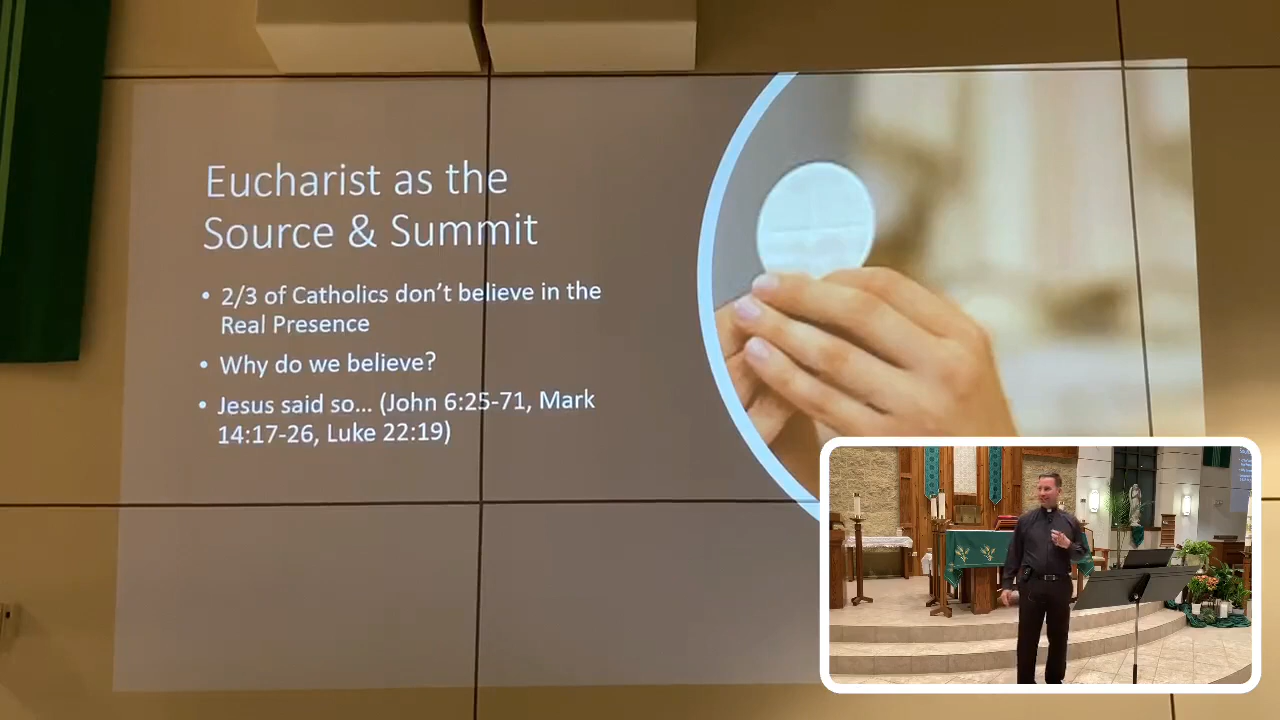 Eucharist as the
Source & Summit
• 2/3 of Catholics don’t believe in the
Real Presence
• Why do we believe?
• Jesus said so... (John 6:25-71, Mark
14:17-26, Luke 22:19)